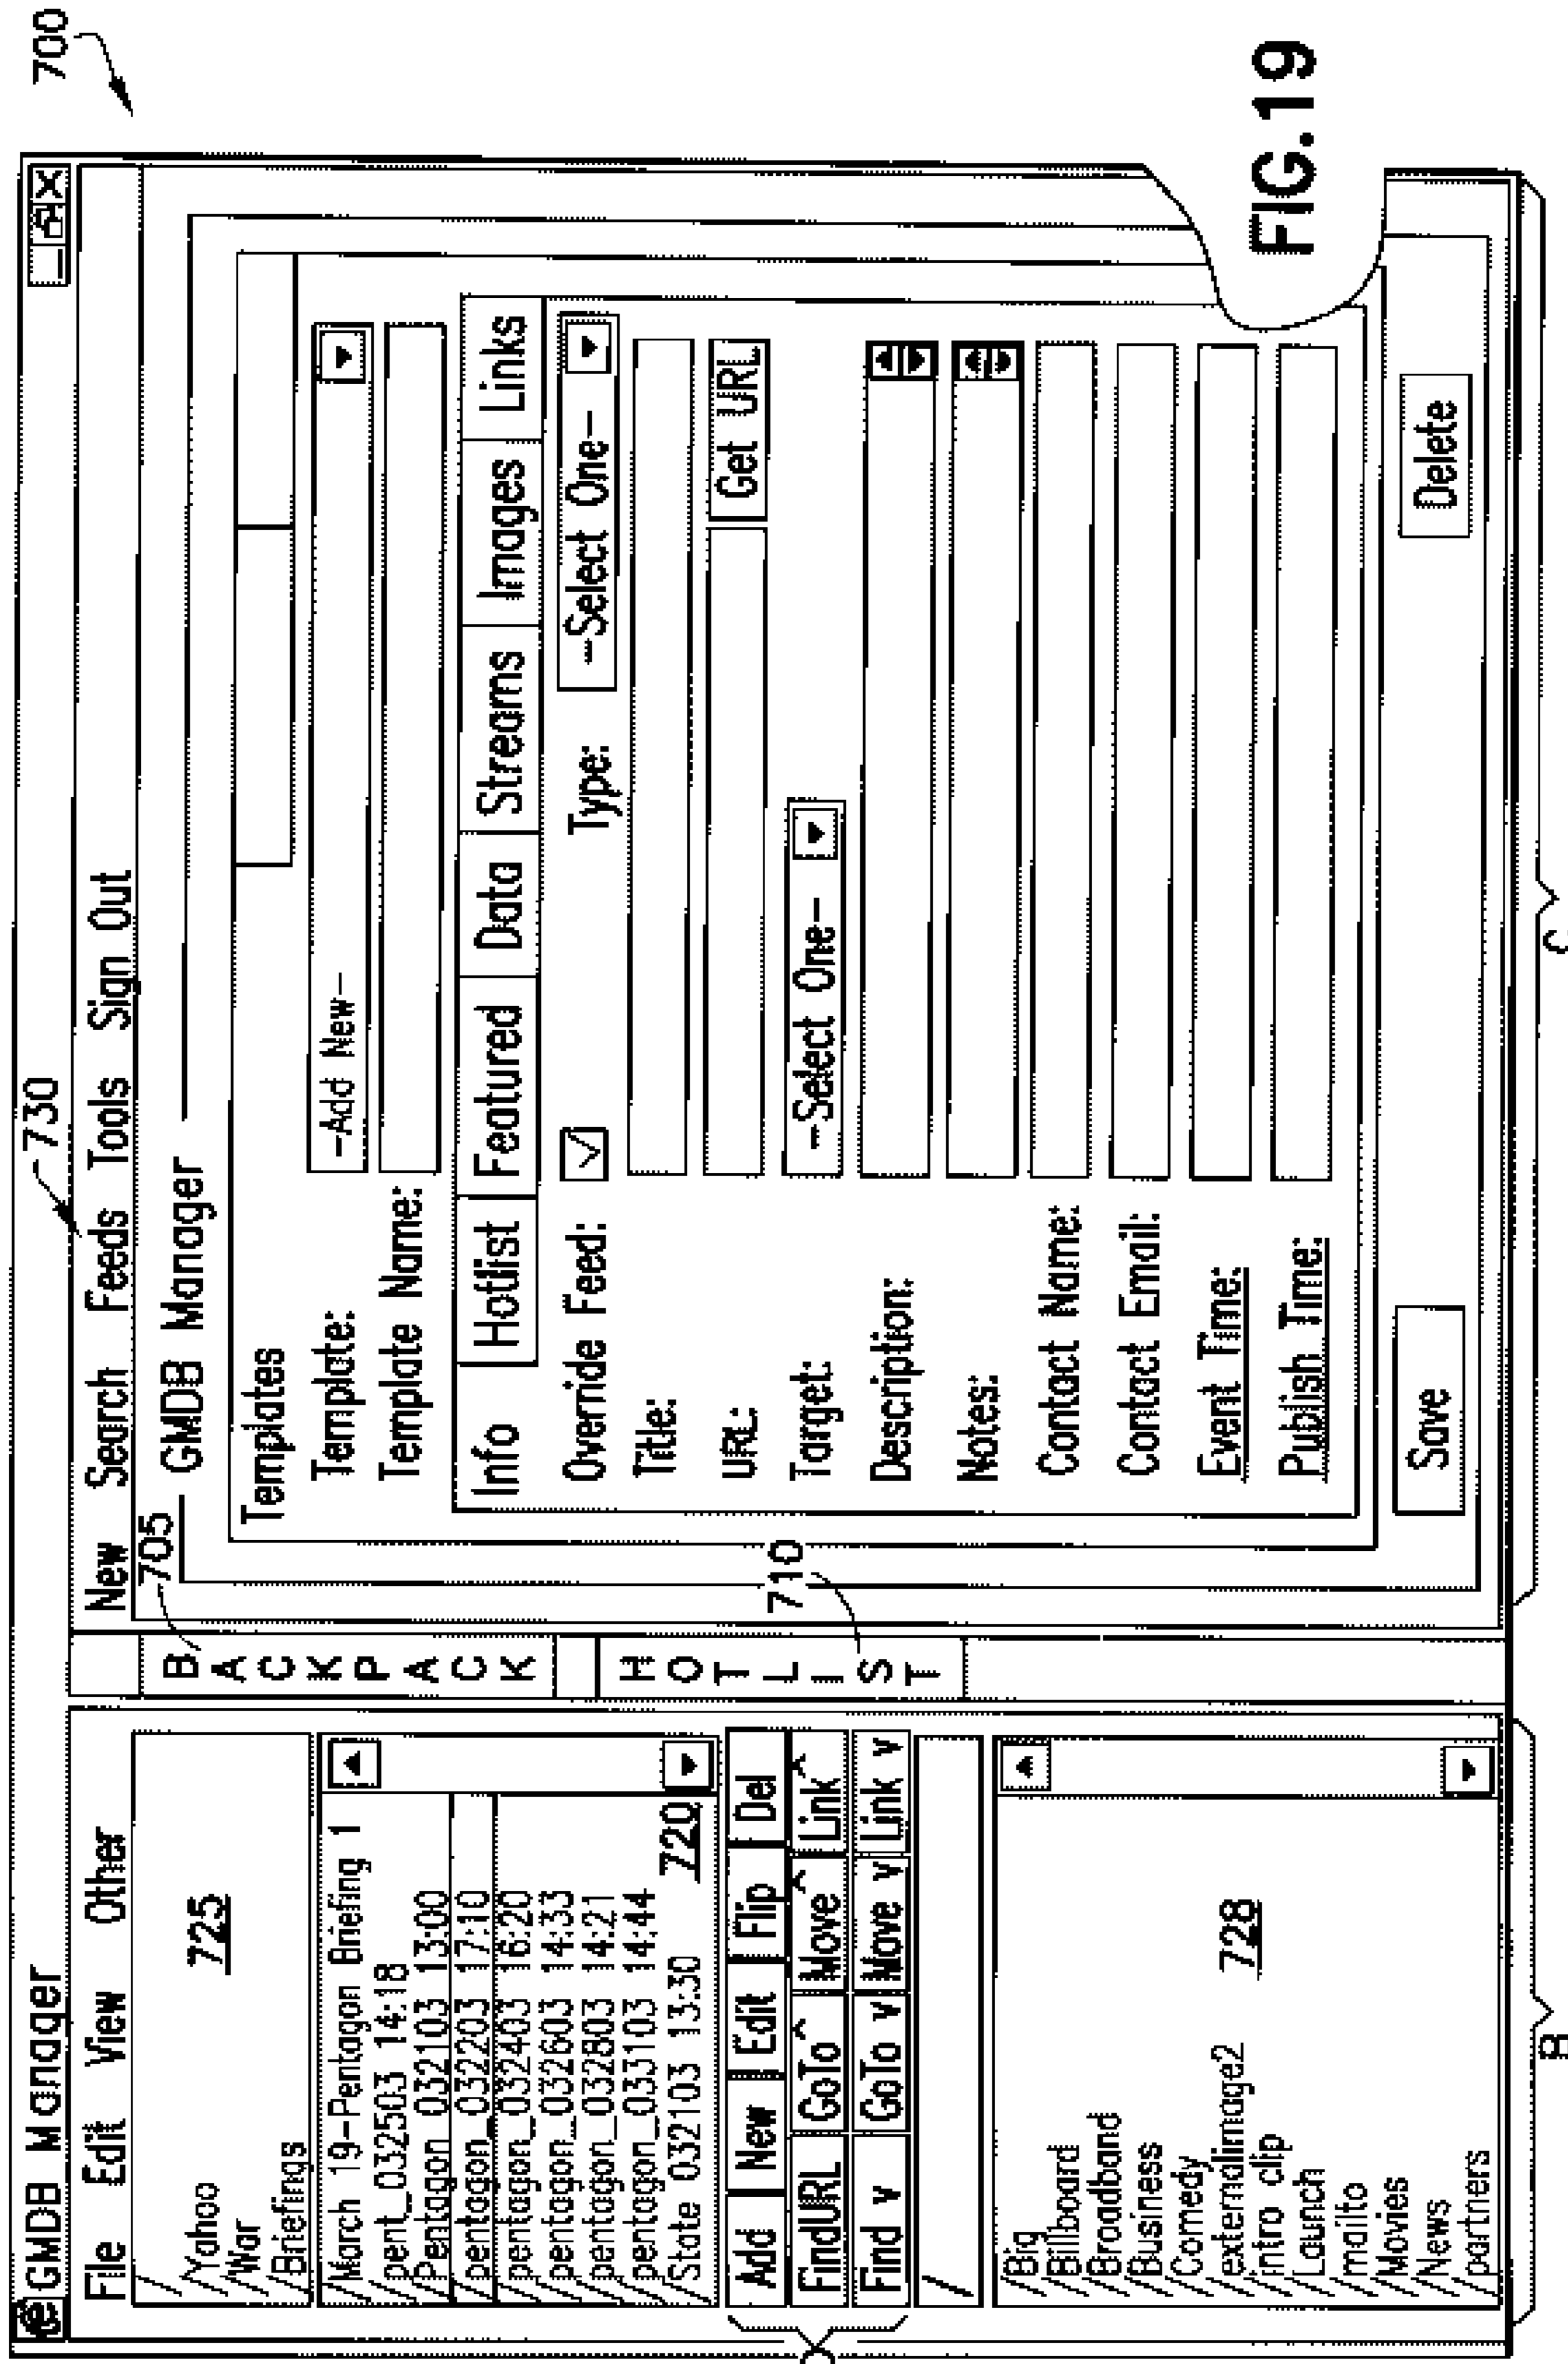 700
GMDB Manager
730
File Edit View Other
New Search Feeds Tools Sign Out
725
Yahoo
War
Briefings
March 19-Pentagon Briefing 1
pent_032503 14:18
Pentagon_032103 13:00
pentagon_032203 17:10
pentagon_032403 16:20
pentagon_032603 14:33
pentagon_032803 14:21
pentagon_033103 14:44
State 032103 13:30
720
Add New Edit Flip Del
FindURL GoTo^ Move^ Link^
Find v GoTo v Move v Link v
/
Big
Billboard
Broadband
Business
Comedy
externalimage2
intro clip
Launch
mailto
Movies
News
partners
728
B
705
BACKPACK
710
HOTLIST
GMDB Manager
Templates
Template: -Add New-
Template Name:
Info Hotlist Featured Data Streams Images Links
Override Feed: Type: -Select One-
Title:
URL: Get URL
Target: -Select One-
Description:
Notes:
Contact Name:
Contact Email:
Event Time:
Publish Time:
Save Delete
FIG.19